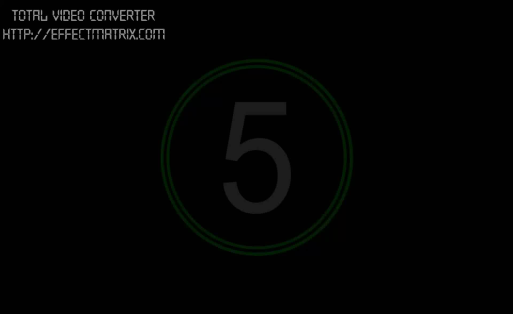 TOTAL VIDEO CONVERTER
HTTP://EFFECTMATRIX.COM
5